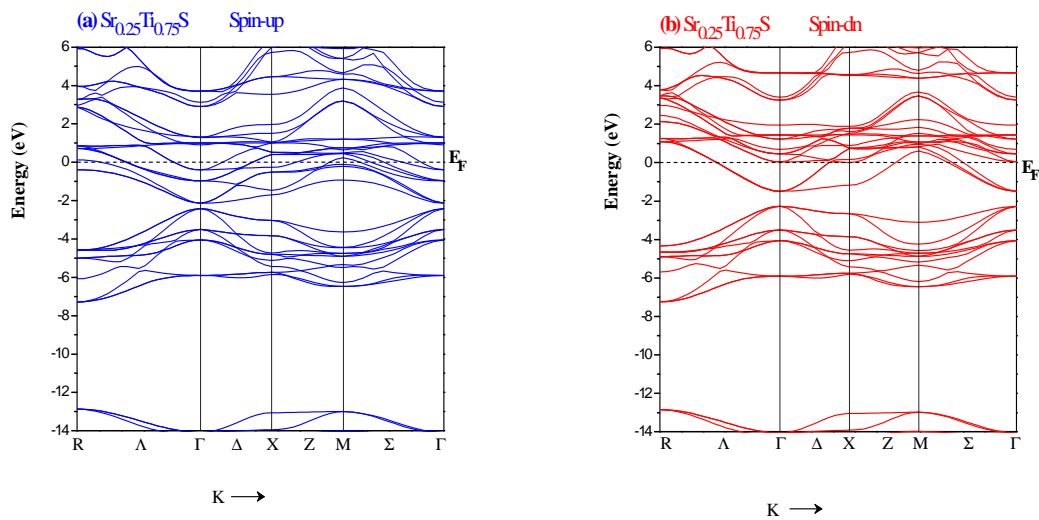 (a) Sr0.25Ti0.75S Spin-up
Energy (eV)
6
4
2
0
-2
-4
-6
-8
-10
-12
-14
EF
R Λ Γ Δ X Z M Σ Γ
K
(b) Sr0.25Ti0.75S Spin-dn
Energy (eV)
6
4
2
0
-2
-4
-6
-8
-10
-12
-14
EF
R Λ Γ Δ X Z M Σ Γ
K